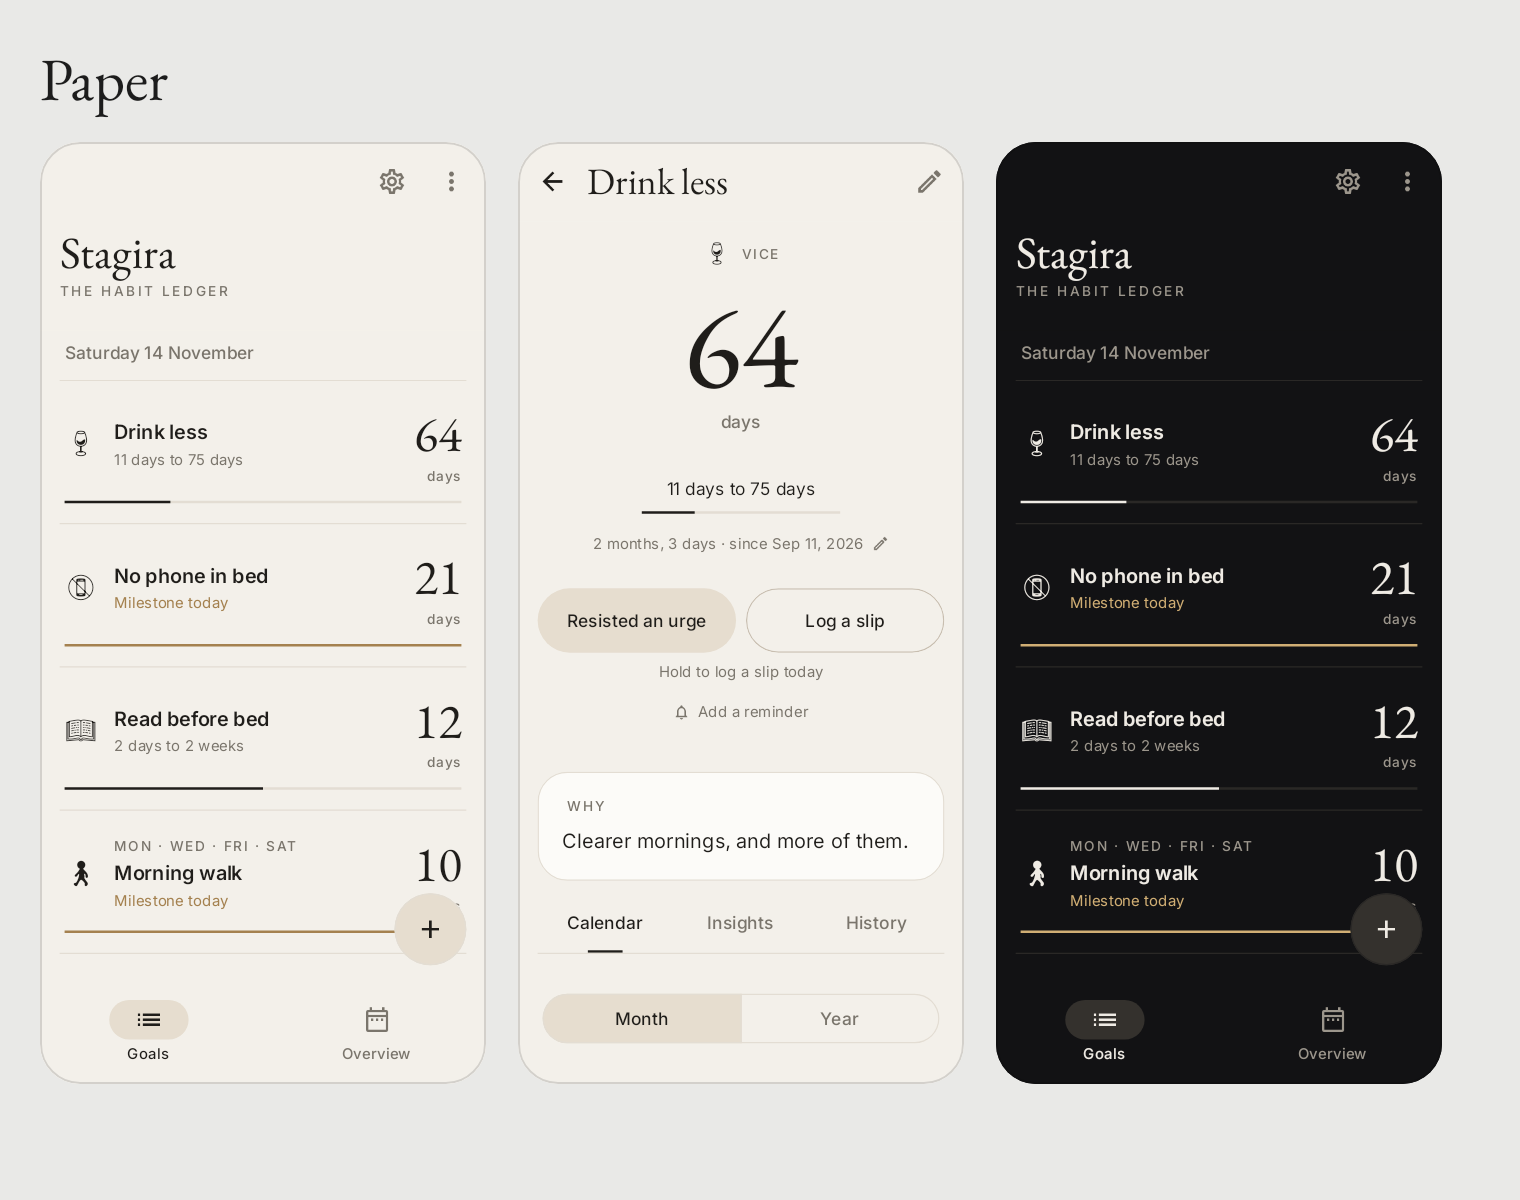 Paper
Stagira
THE HABIT LEDGER
Saturday 14 November
Drink less
11 days to 75 days
64
days
No phone in bed
Milestone today
21
days
Read before bed
2 days to 2 weeks
12
days
MON · WED · FRI · SAT
Morning walk
Milestone today
10
+
Goals
Overview
Drink less
VICE
64
days
11 days to 75 days
2 months, 3 days · since Sep 11, 2026
Resisted an urge
Log a slip
Hold to log a slip today
Add a reminder
WHY
Clearer mornings, and more of them.
Calendar
Insights
History
Month
Year
Stagira
THE HABIT LEDGER
Saturday 14 November
Drink less
11 days to 75 days
64
days
No phone in bed
Milestone today
21
days
Read before bed
2 days to 2 weeks
12
days
MON · WED · FRI · SAT
Morning walk
Milestone today
10
+
Goals
Overview